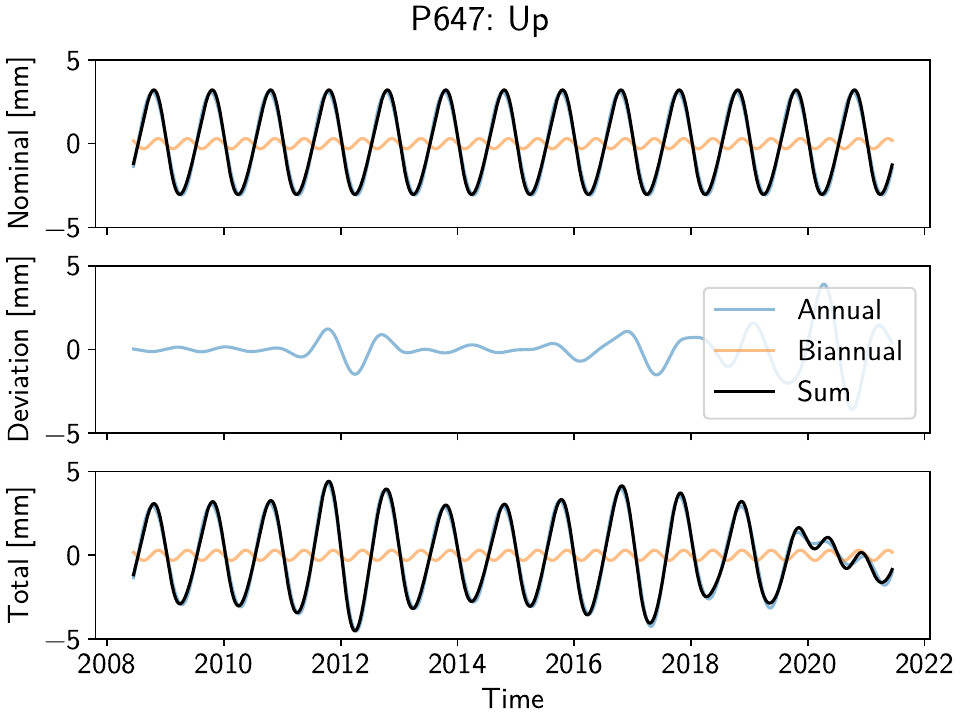 P647: Up
Nominal [mm]
5
0
−5
Deviation [mm]
5
0
−5
Annual
Biannual
Sum
Total [mm]
5
0
−5
2008 2010 2012 2014 2016 2018 2020 2022
Time